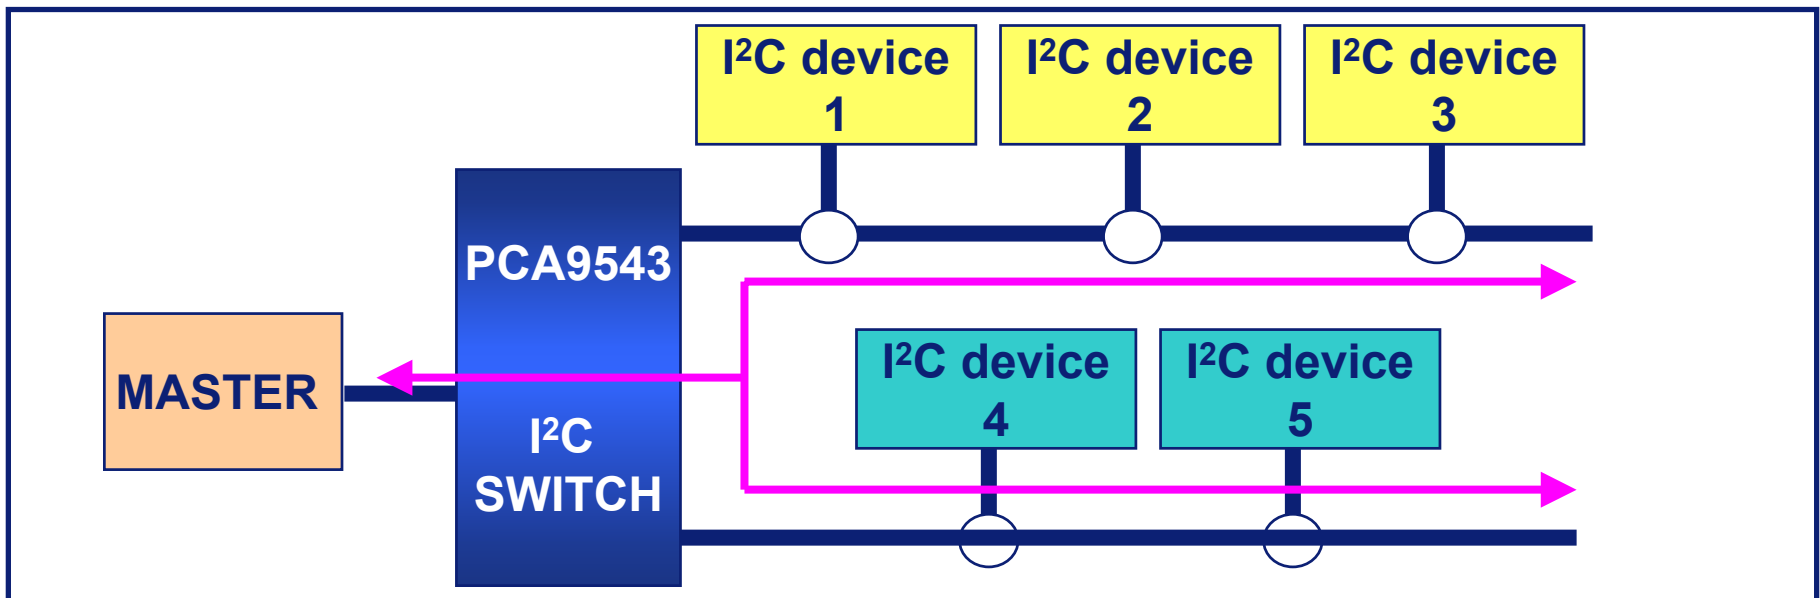 I²C device
1
I²C device
2
I²C device
3
PCA9543
I²C
SWITCH
MASTER
I²C device
4
I²C device
5